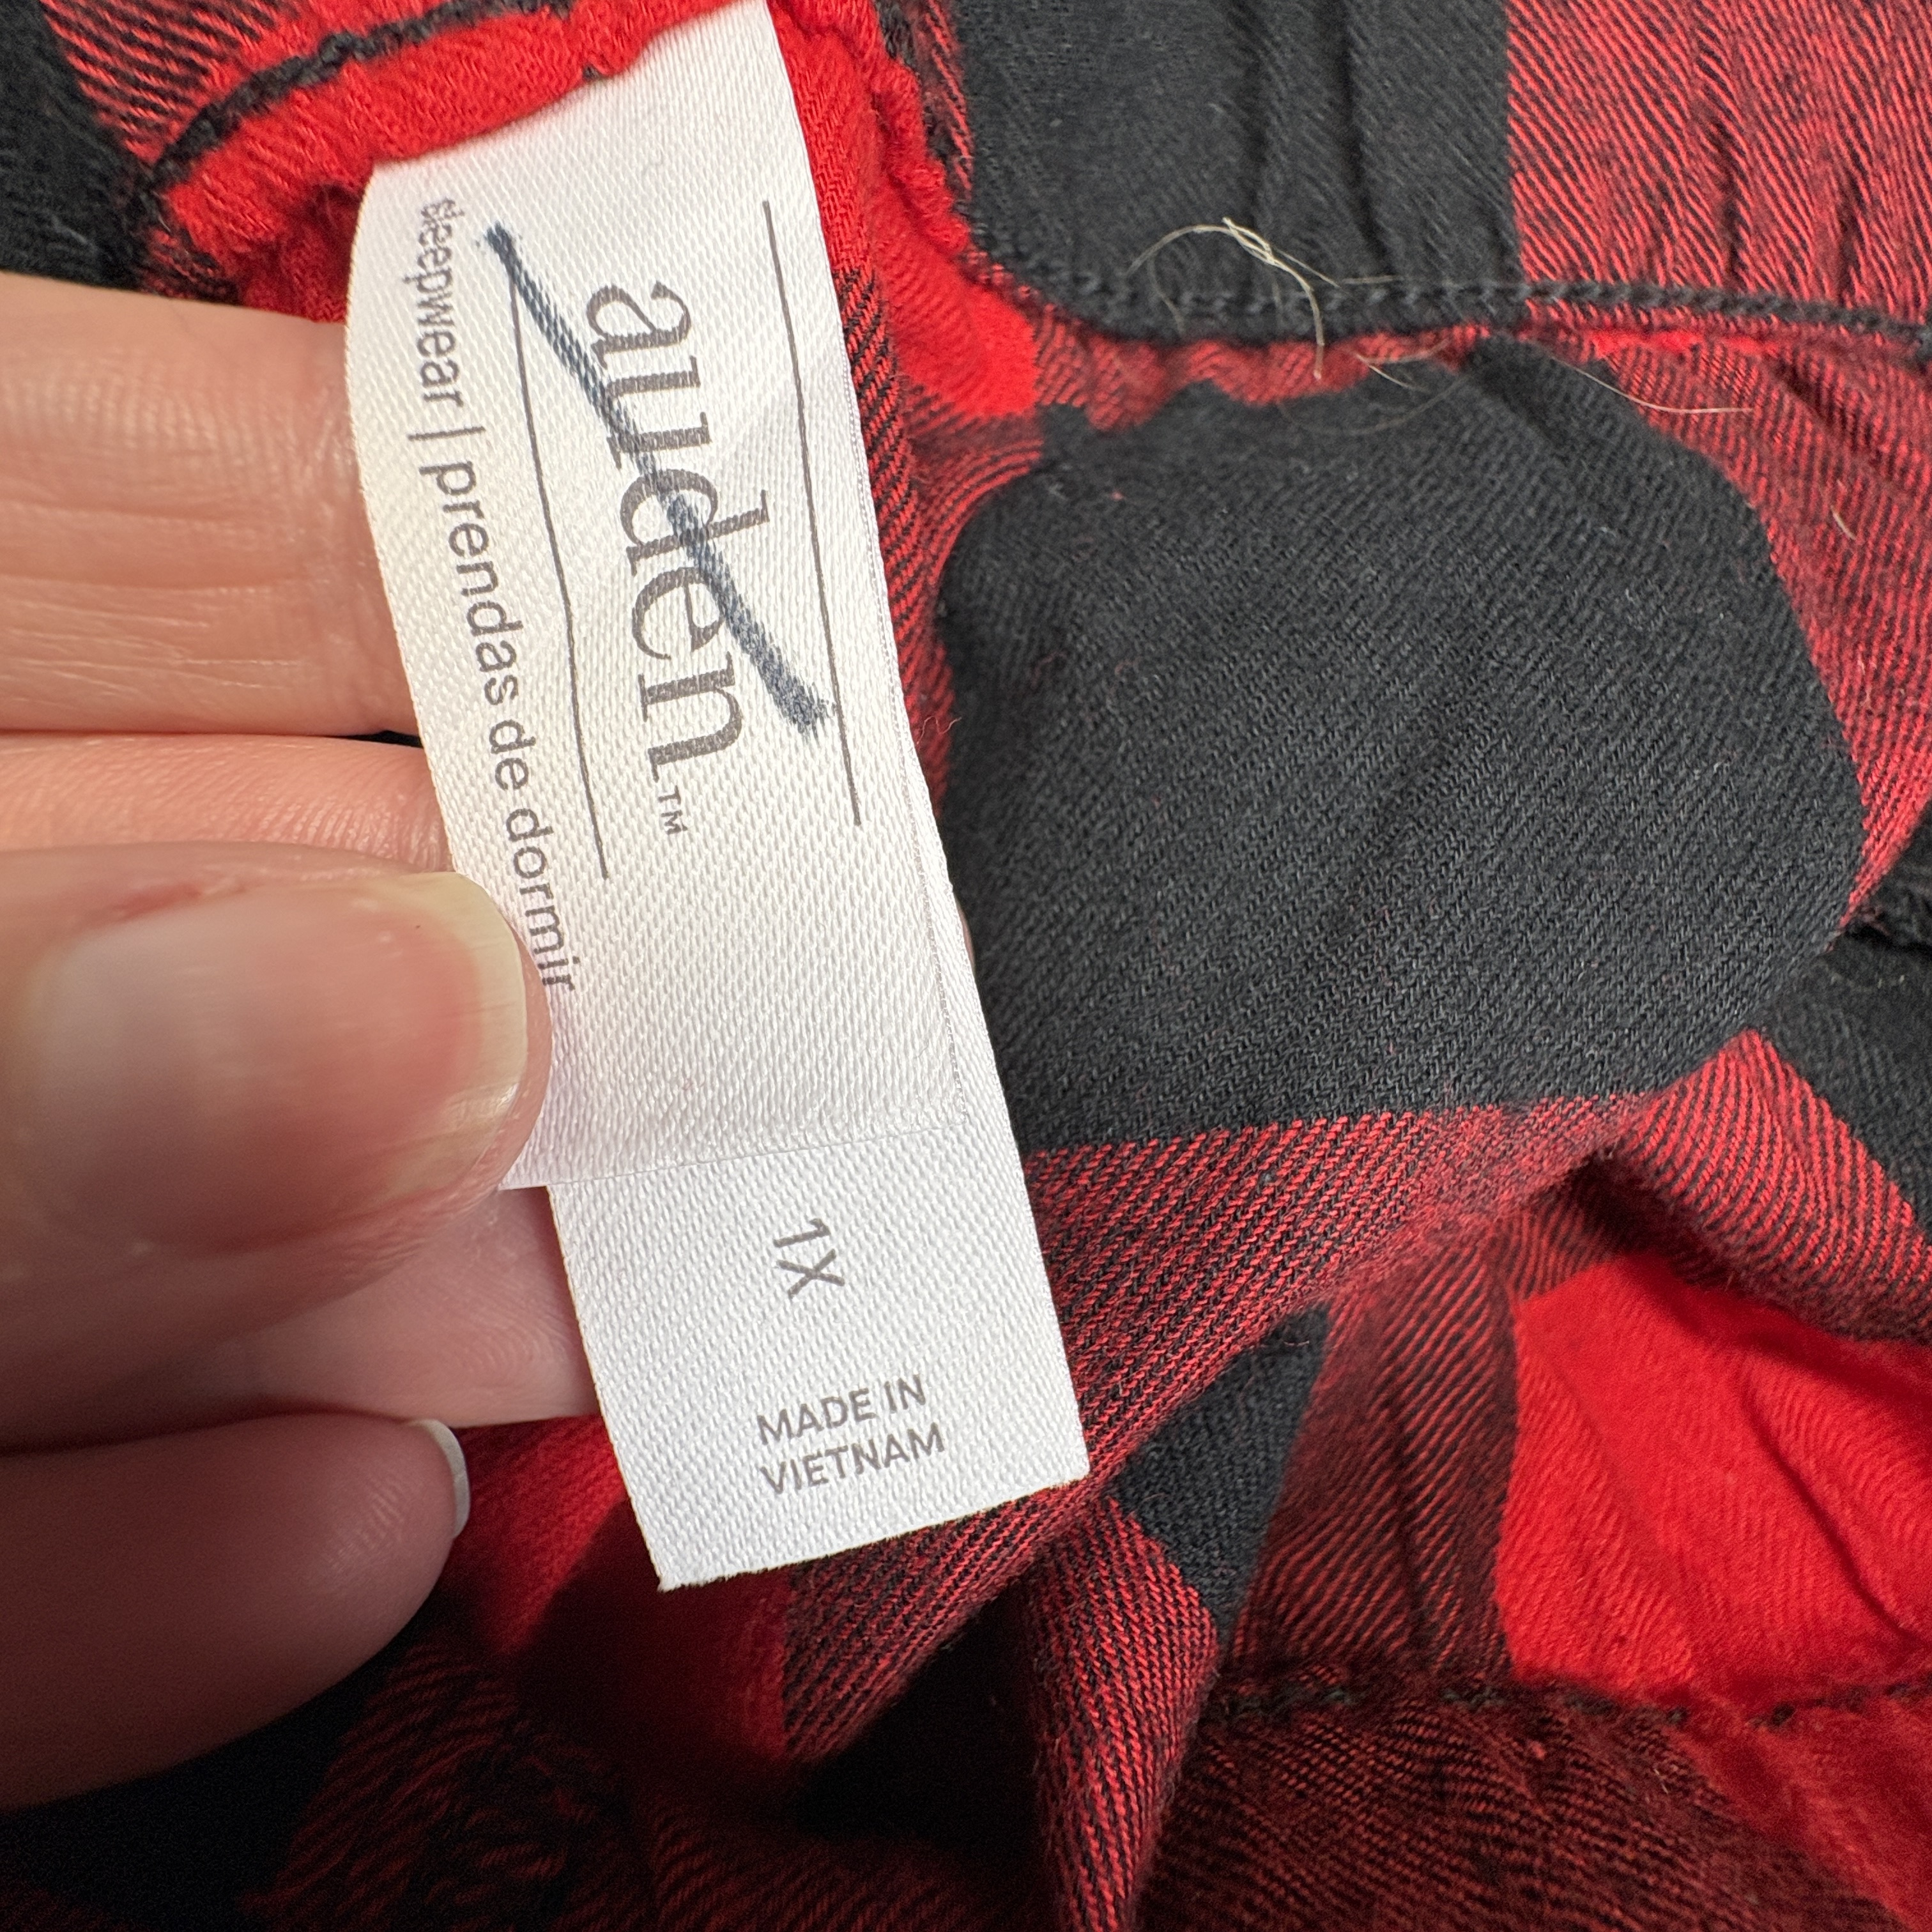 auden™
sleepwear | prendas de dormir
1X
MADE IN
VIETNAM